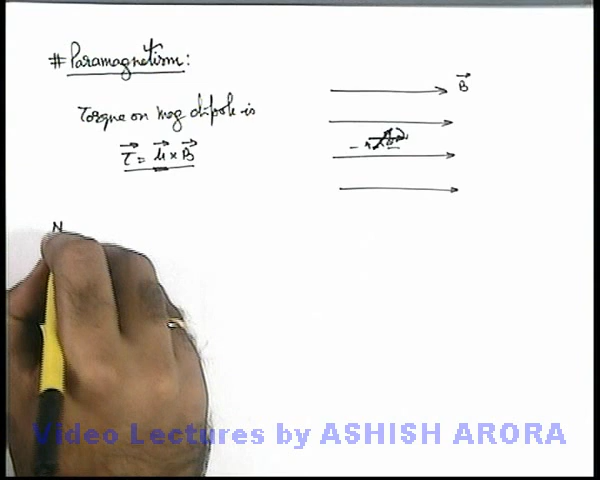 # Paramagnetism:
Torque on mag dipole is
τ⃗ = μ⃗ × B⃗
B⃗
N
Video Lectures by ASHISH ARORA